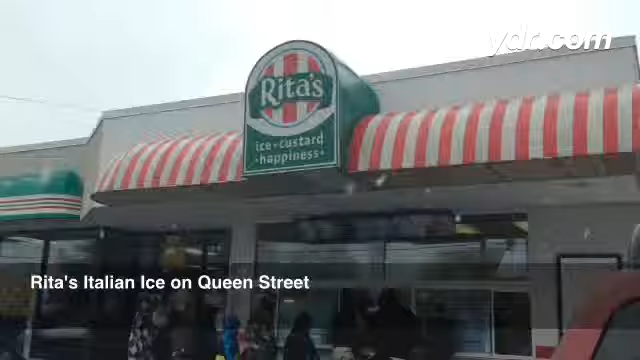 ydr.com
Rita's
ice • custard
• happiness •
Rita's Italian Ice on Queen Street